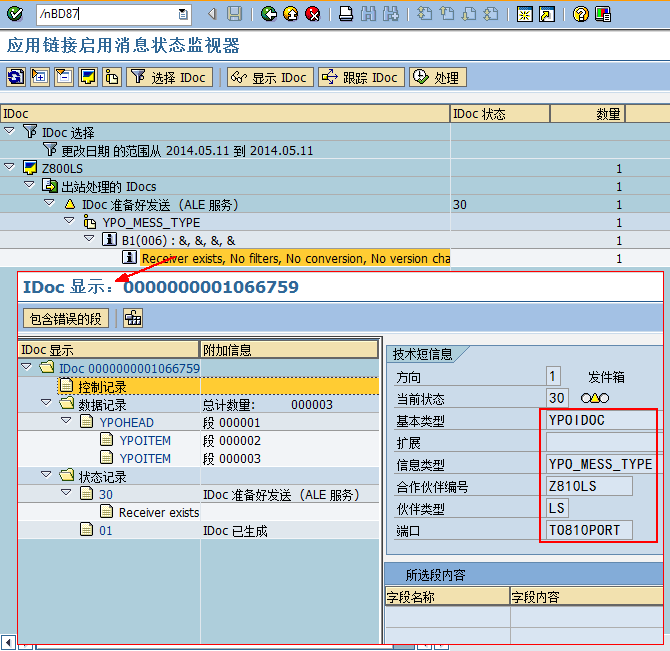 /nBD87
应用链接启用消息状态监视器
选择 IDoc 显示 IDoc 跟踪 IDoc 处理
IDoc IDoc 状态 数量
IDoc 选择
更改日期 的范围从 2014.05.11 到 2014.05.11
Z800LS 1
出站处理的 IDocs 1
IDoc 准备好发送（ALE 服务） 30 1
YPO_MESS_TYPE 1
B1(006) : &, &, &, & 1
Receiver exists, No filters, No conversion, No version cha 1
IDoc 显示: 0000000001066759
包含错误的段
IDoc 显示 附加信息
IDoc 0000000001066759
控制记录
数据记录 总计数量: 000003
YPOHEAD 段 000001
YPOITEM 段 000002
YPOITEM 段 000003
状态记录
30 IDoc 准备好发送（ALE 服务）
Receiver exists
01 IDoc 已生成
技术短信息
方向 1 发件箱
当前状态 30
基本类型 YPOIDOC
扩展
信息类型 YPO_MESS_TYPE
合作伙伴编号 Z810LS
伙伴类型 LS
端口 TO810PORT
所选段内容
字段名称 字段内容